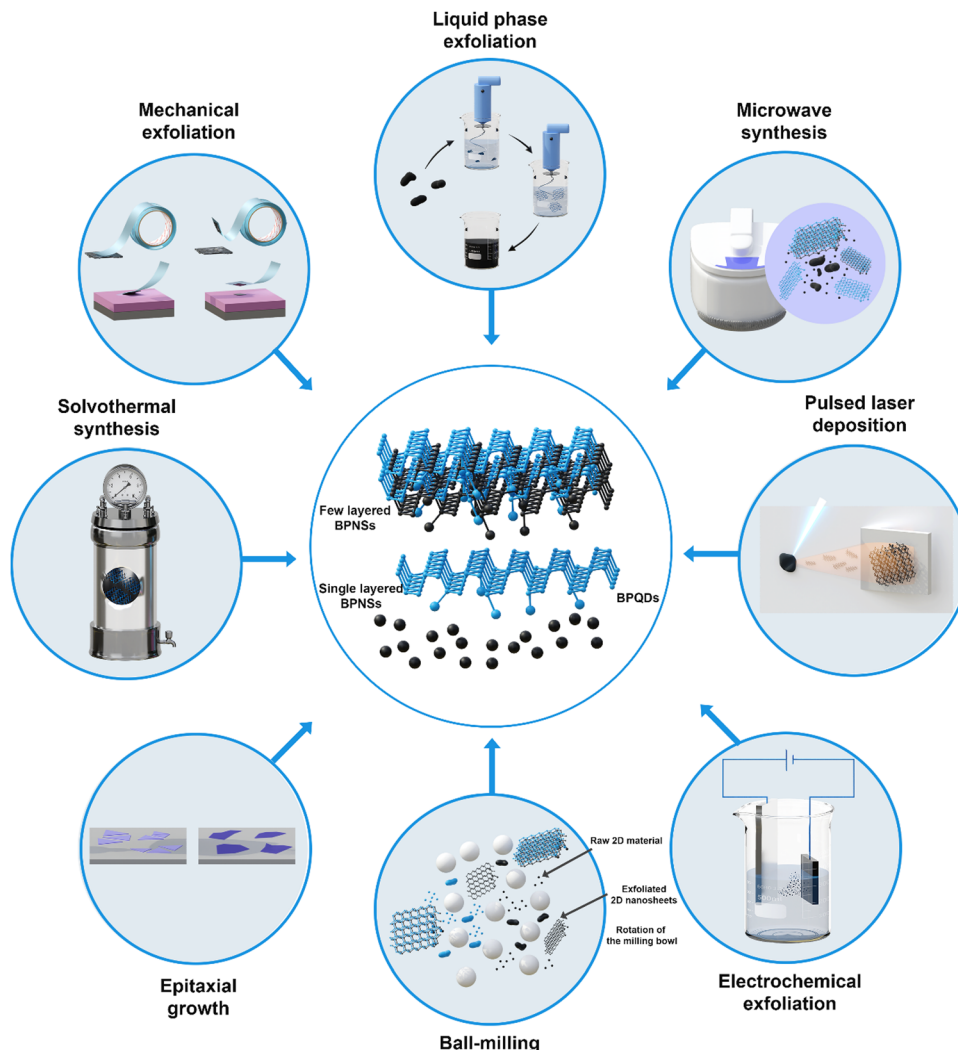 Liquid phase
exfoliation
Mechanical
exfoliation
Microwave
synthesis
Solvothermal
synthesis
Pulsed laser
deposition
Few layered
BPNSs
Single layered
BPNSs
BPQDs
Raw 2D material
Exfoliated
2D nanosheets
Rotation of
the milling bowl
Epitaxial
growth
Electrochemical
exfoliation
Ball-milling